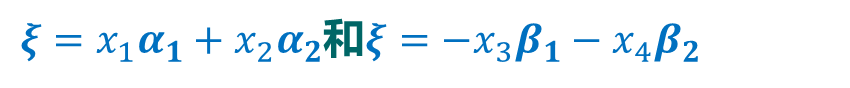 ξ = x₁α₁ + x₂α₂和ξ = −x₃β₁ − x₄β₂